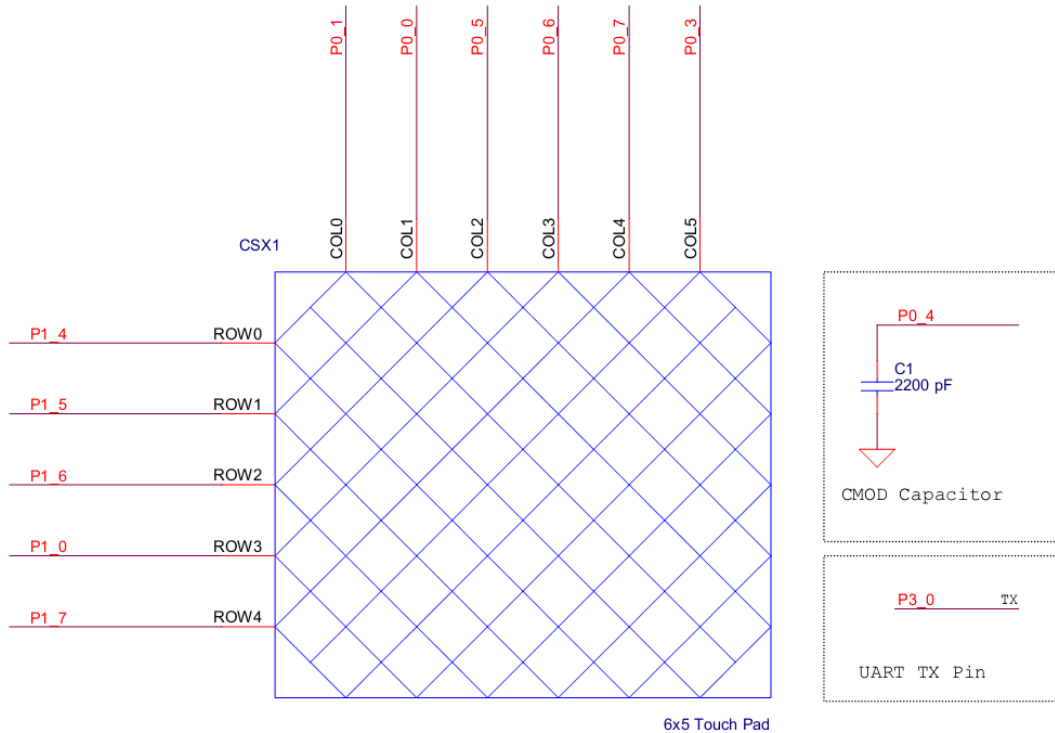 P0_1
P0_0
P0_5
P0_6
P0_7
P0_3
COL0
COL1
COL2
COL3
COL4
COL5
CSX1
P1_4 ROW0
P1_5 ROW1
P1_6 ROW2
P1_0 ROW3
P1_7 ROW4
6x5 Touch Pad
P0_4
C1
2200 pF
CMOD Capacitor
P3_0 TX
UART TX Pin